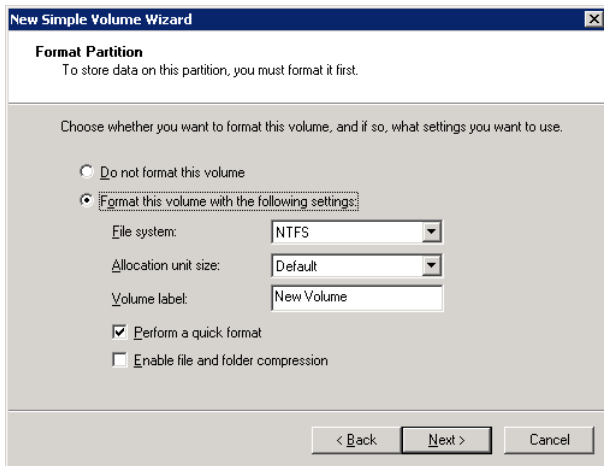 New Simple Volume Wizard
Format Partition
To store data on this partition, you must format it first.
Choose whether you want to format this volume, and if so, what settings you want to use.
Do not format this volume
Format this volume with the following settings:
File system: NTFS
Allocation unit size: Default
Volume label: New Volume
Perform a quick format
Enable file and folder compression
< Back Next > Cancel